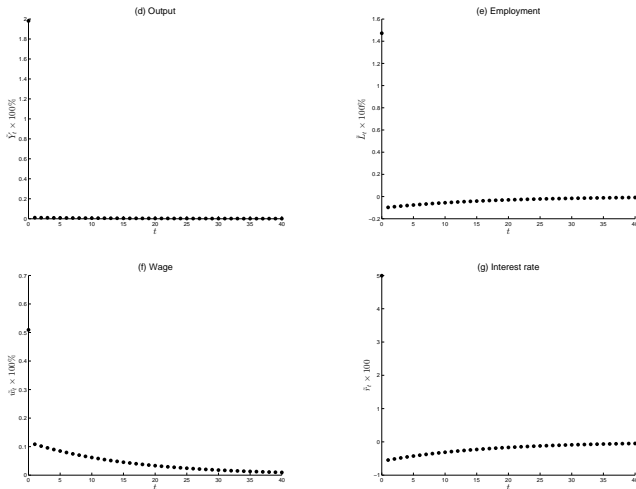 (d) Output
2
1.8
1.6
1.4
1.2
1
0.8
0.6
0.4
0.2
0
Ŷt × 100%
0 5 10 15 20 25 30 35 40
t
(e) Employment
1.6
1.4
1.2
1
0.8
0.6
0.4
0.2
0
-0.2
L̂t × 100%
0 5 10 15 20 25 30 35 40
t
(f) Wage
0.7
0.6
0.5
0.4
0.3
0.2
0.1
0
ŵt × 100%
0 5 10 15 20 25 30 35 40
t
(g) Interest rate
5
4
3
2
1
0
-1
r̂t × 100
0 5 10 15 20 25 30 35 40
t